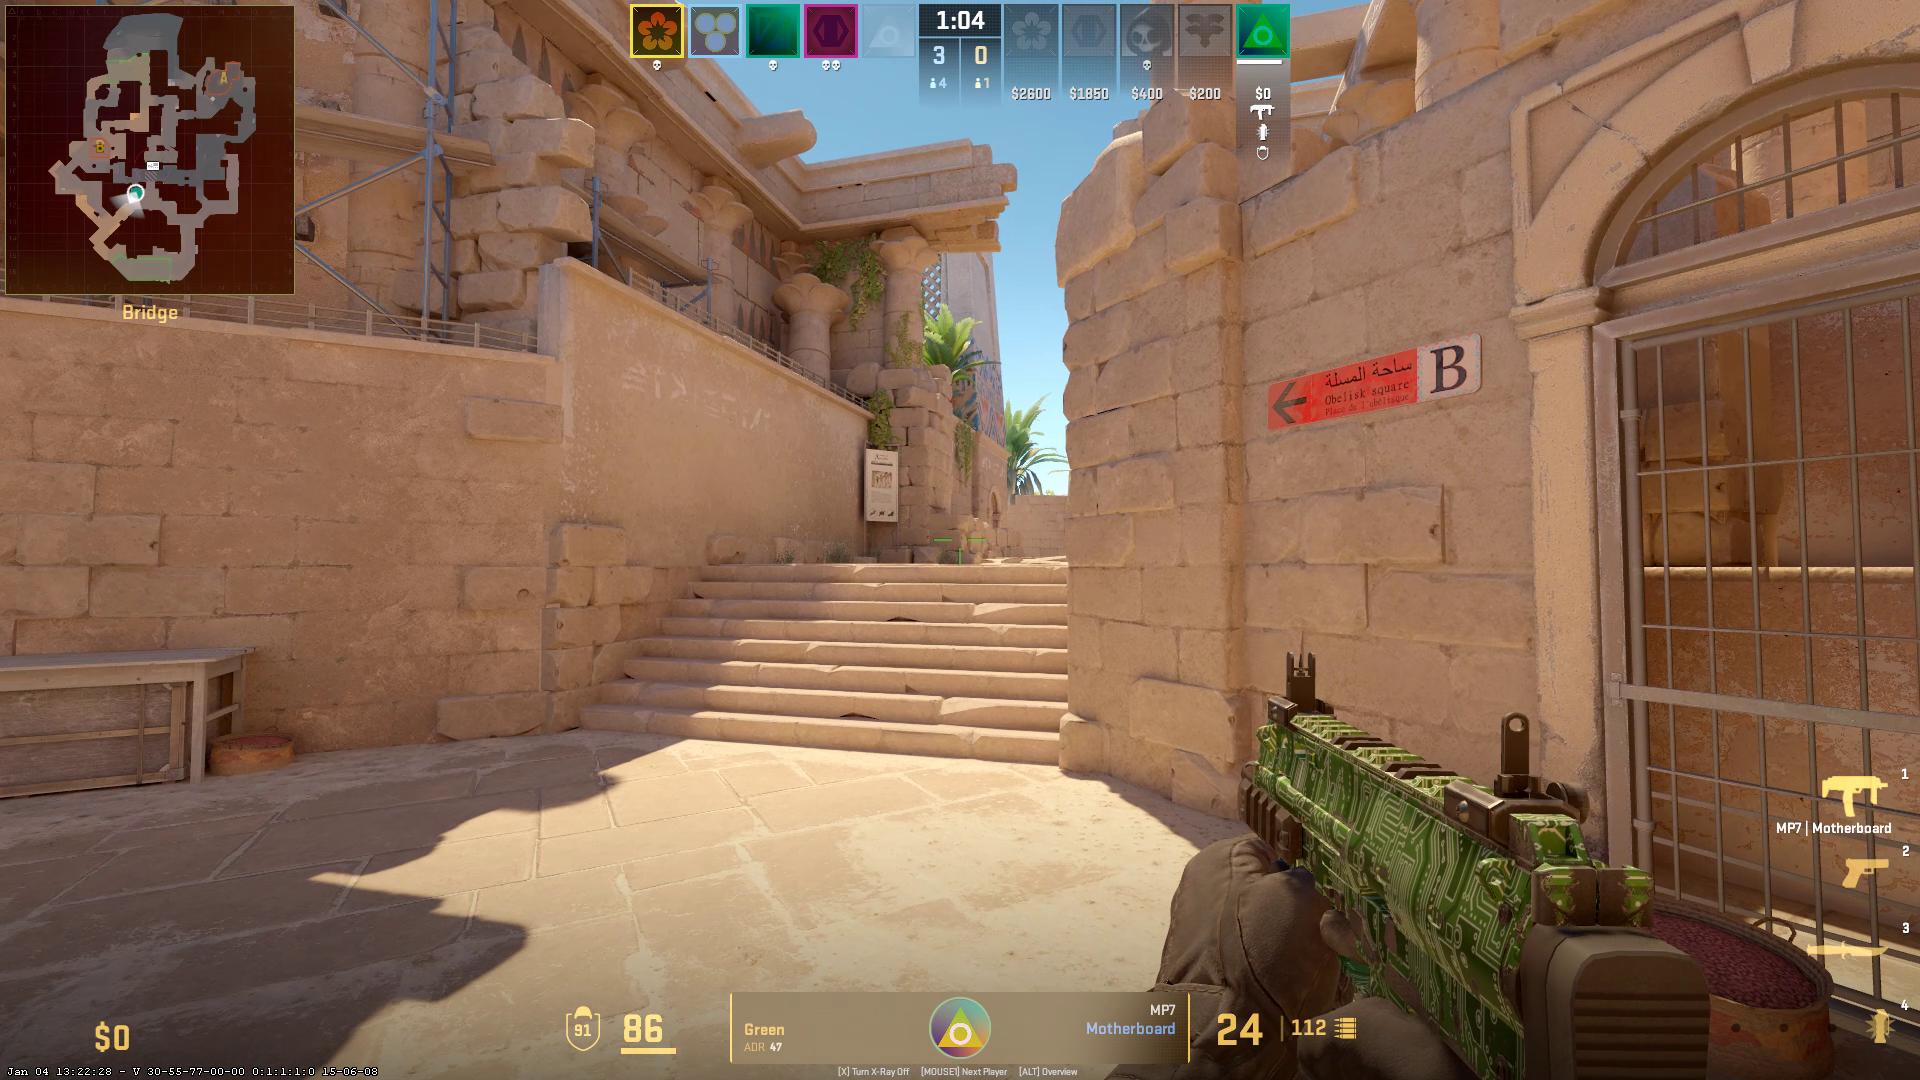 1:04
3 0
4 1
$2600 $1850 $400 $200 $0
A
B
Bridge
ساحة المسلة
Obelisk square
Place de l'obélisque
B
1
MP7 | Motherboard
2
3
4
$0
91 86
Green
ADR 47
MP7
Motherboard
24 | 112
[X] Turn X-Ray Off [MOUSE1] Next Player [ALT] Overview
Jan 04 13:22:28 - V 30-55-77-00-00 0:1:1:1:0 15-06-08